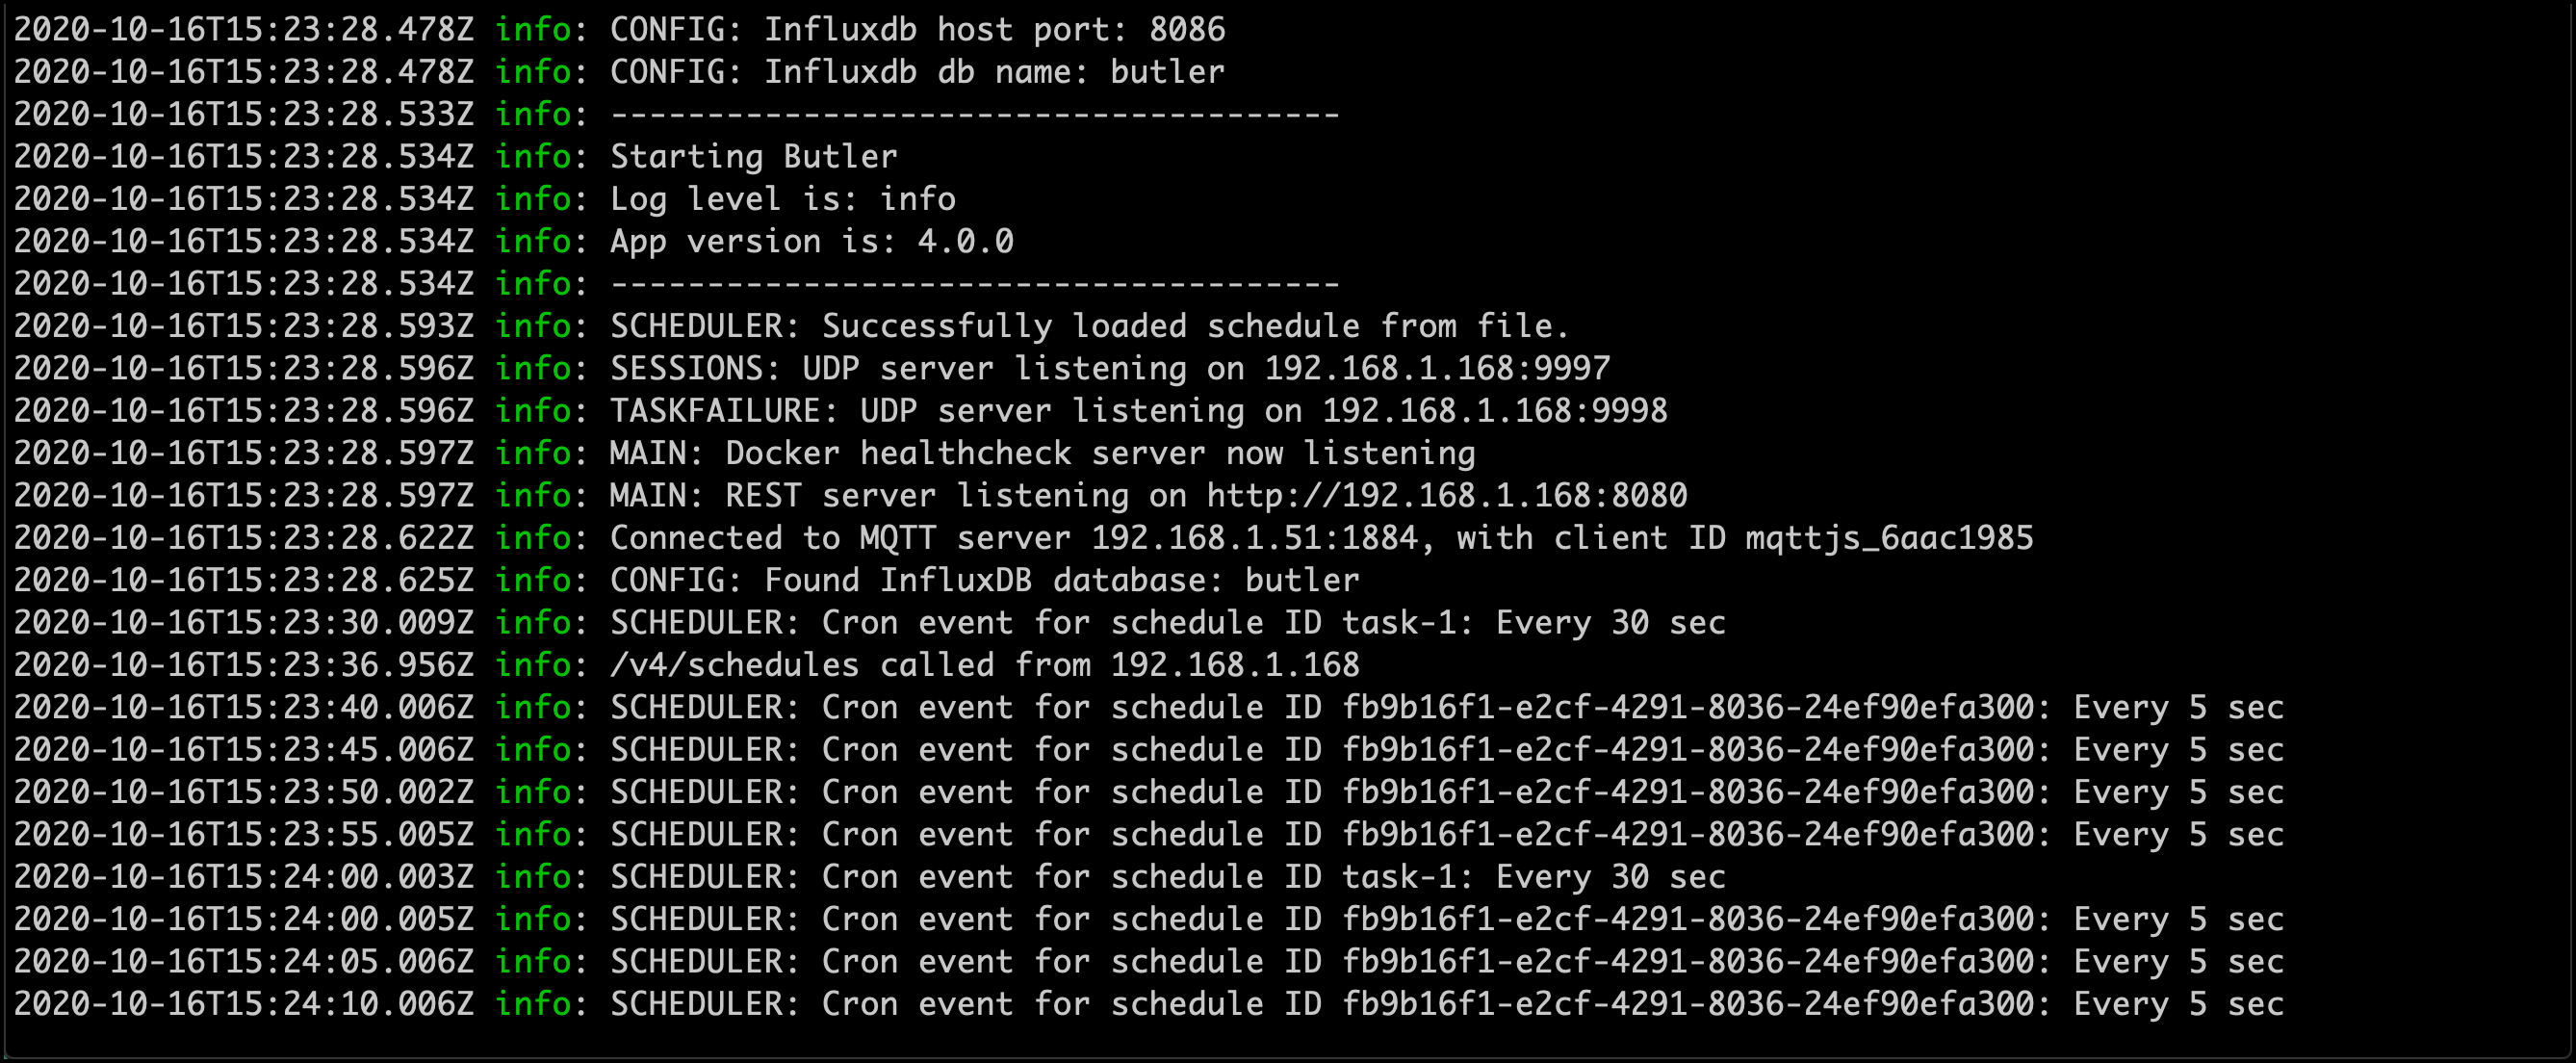 2020-10-16T15:23:28.478Z info: CONFIG: Influxdb host port: 8086
2020-10-16T15:23:28.478Z info: CONFIG: Influxdb db name: butler
2020-10-16T15:23:28.533Z info: --------------------------------------
2020-10-16T15:23:28.534Z info: Starting Butler
2020-10-16T15:23:28.534Z info: Log level is: info
2020-10-16T15:23:28.534Z info: App version is: 4.0.0
2020-10-16T15:23:28.534Z info: --------------------------------------
2020-10-16T15:23:28.593Z info: SCHEDULER: Successfully loaded schedule from file.
2020-10-16T15:23:28.596Z info: SESSIONS: UDP server listening on 192.168.1.168:9997
2020-10-16T15:23:28.596Z info: TASKFAILURE: UDP server listening on 192.168.1.168:9998
2020-10-16T15:23:28.597Z info: MAIN: Docker healthcheck server now listening
2020-10-16T15:23:28.597Z info: MAIN: REST server listening on http://192.168.1.168:8080
2020-10-16T15:23:28.622Z info: Connected to MQTT server 192.168.1.51:1884, with client ID mqttjs_6aac1985
2020-10-16T15:23:28.625Z info: CONFIG: Found InfluxDB database: butler
2020-10-16T15:23:30.009Z info: SCHEDULER: Cron event for schedule ID task-1: Every 30 sec
2020-10-16T15:23:36.956Z info: /v4/schedules called from 192.168.1.168
2020-10-16T15:23:40.006Z info: SCHEDULER: Cron event for schedule ID fb9b16f1-e2cf-4291-8036-24ef90efa300: Every 5 sec
2020-10-16T15:23:45.006Z info: SCHEDULER: Cron event for schedule ID fb9b16f1-e2cf-4291-8036-24ef90efa300: Every 5 sec
2020-10-16T15:23:50.002Z info: SCHEDULER: Cron event for schedule ID fb9b16f1-e2cf-4291-8036-24ef90efa300: Every 5 sec
2020-10-16T15:23:55.005Z info: SCHEDULER: Cron event for schedule ID fb9b16f1-e2cf-4291-8036-24ef90efa300: Every 5 sec
2020-10-16T15:24:00.003Z info: SCHEDULER: Cron event for schedule ID task-1: Every 30 sec
2020-10-16T15:24:00.005Z info: SCHEDULER: Cron event for schedule ID fb9b16f1-e2cf-4291-8036-24ef90efa300: Every 5 sec
2020-10-16T15:24:05.006Z info: SCHEDULER: Cron event for schedule ID fb9b16f1-e2cf-4291-8036-24ef90efa300: Every 5 sec
2020-10-16T15:24:10.006Z info: SCHEDULER: Cron event for schedule ID fb9b16f1-e2cf-4291-8036-24ef90efa300: Every 5 sec